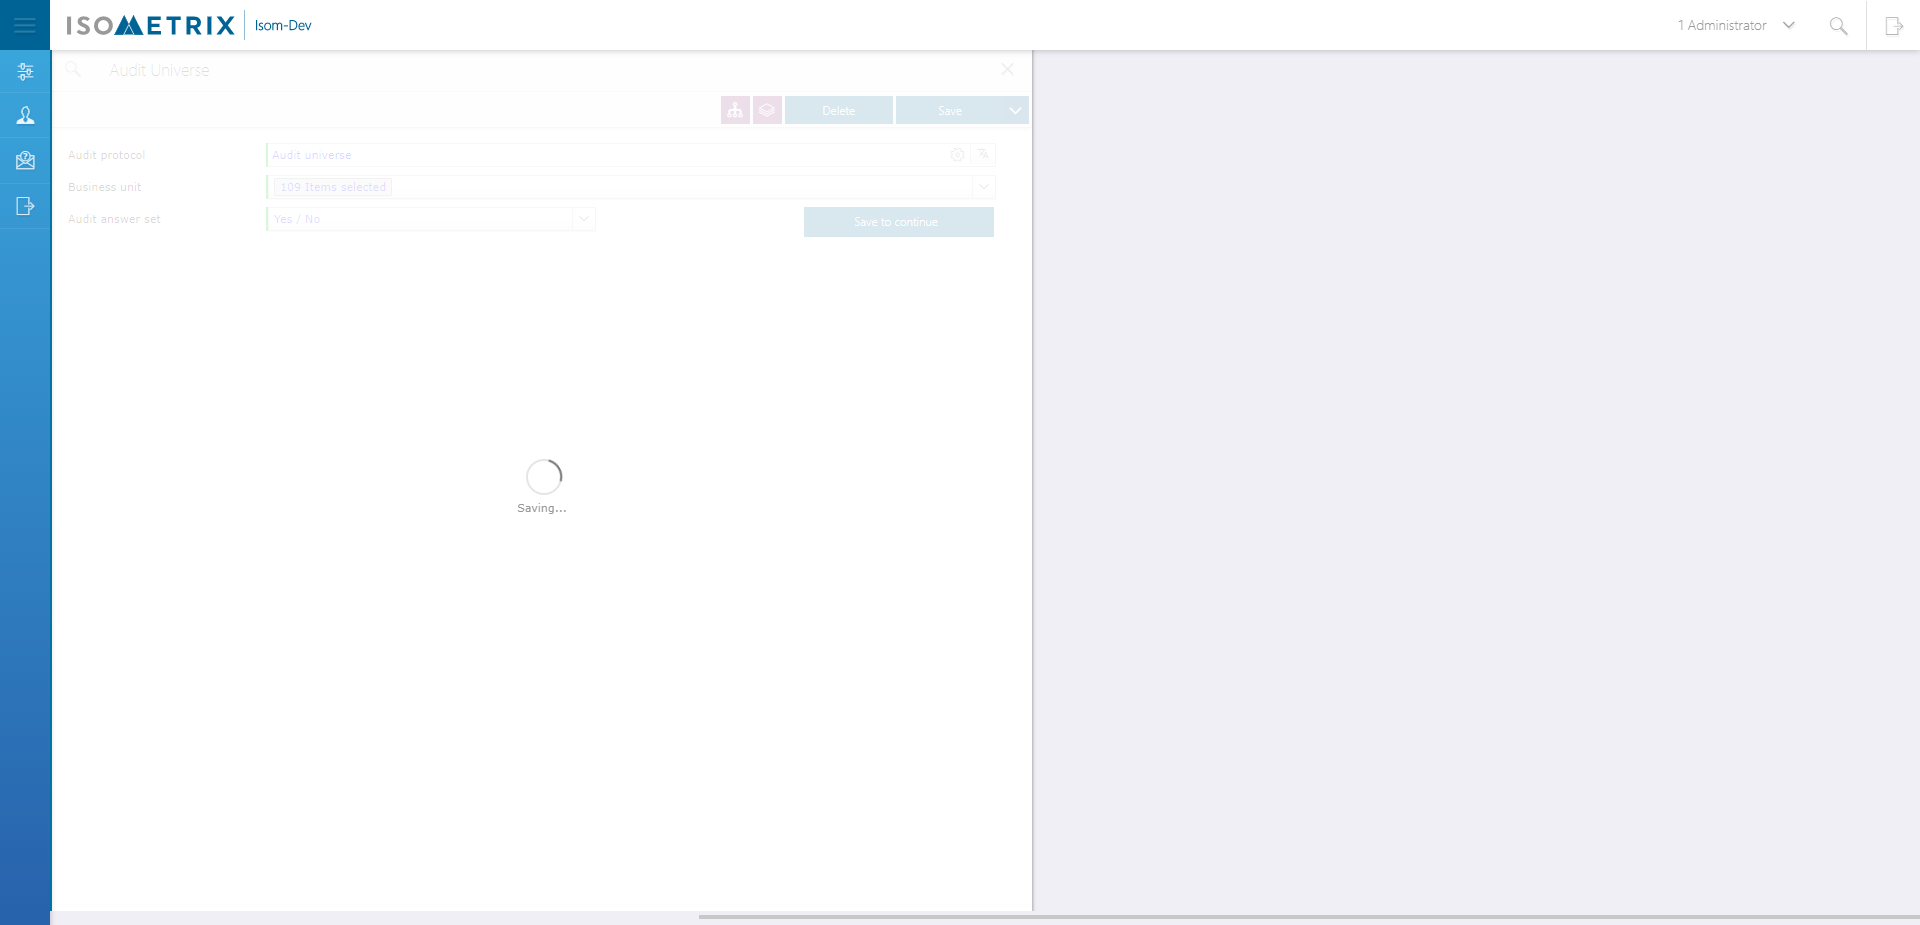 ISOMETRIX Isom-Dev 1 Administrator
Audit Universe
Delete Save
Audit protocol Audit universe
Business unit 109 Items selected
Audit answer set Yes / No Save to continue
Saving...